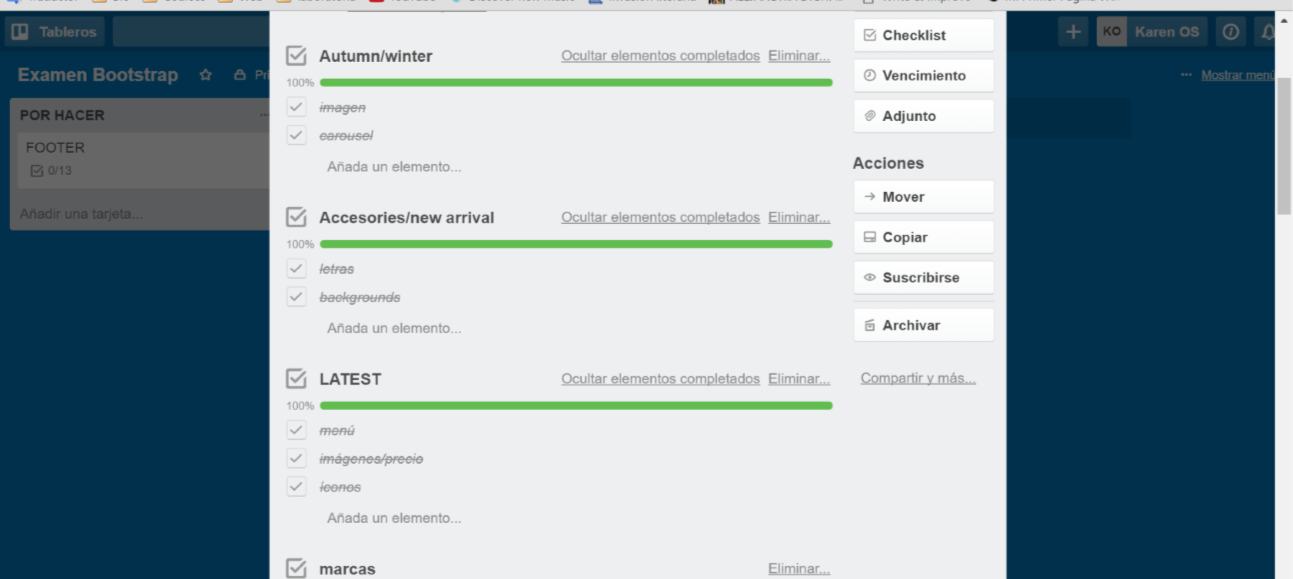 Tableros
KO Karen OS
Examen Bootstrap
Mostrar menú
POR HACER
FOOTER
0/13
Añadir una tarjeta...
Autumn/winter Ocultar elementos completados Eliminar...
100%
imagen
carousel
Añada un elemento...
Accesories/new arrival Ocultar elementos completados Eliminar...
100%
letras
backgrounds
Añada un elemento...
LATEST Ocultar elementos completados Eliminar...
100%
menú
imágenes/precio
íconos
Añada un elemento...
marcas Eliminar...
Checklist
Vencimiento
Adjunto
Acciones
Mover
Copiar
Suscribirse
Archivar
Compartir y más...